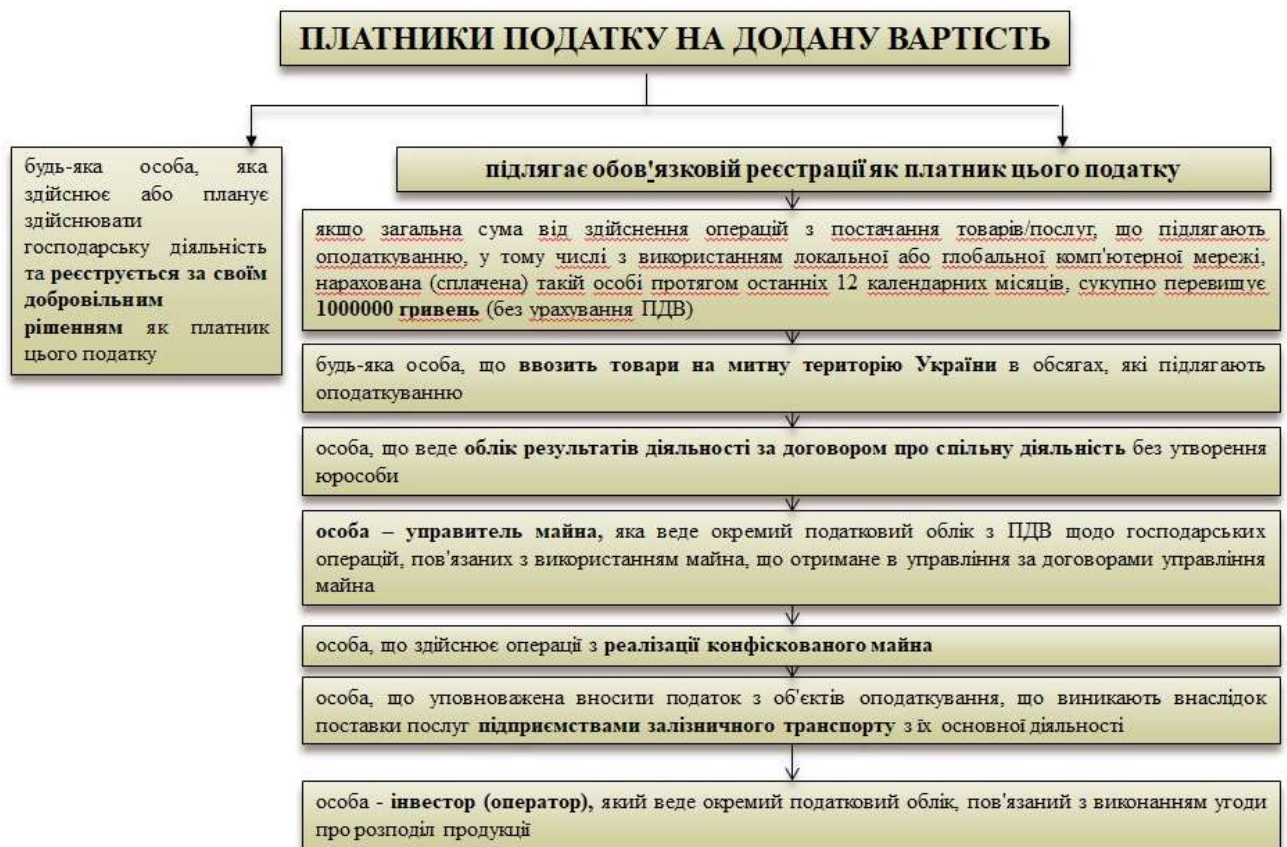 ПЛАТНИКИ ПОДАТКУ НА ДОДАНУ ВАРТІСТЬ
будь-яка особа, яка
здійснює або планує
здійснювати
господарську діяльність
та реєструється за своїм
добровільним
рішенням як платник
цього податку
підлягає обов'язковій реєстрації як платник цього податку
якщо загальна сума від здійснення операцій з постачання товарів/послуг, що підлягають
оподаткуванню, у тому числі з використанням локальної або глобальної комп'ютерної мережі,
нарахована (сплачена) такій особі протягом останніх 12 календарних місяців, сукупно перевищує
1000000 гривень (без урахування ПДВ)
будь-яка особа, що ввозить товари на митну територію України в обсягах, які підлягають
оподаткуванню
особа, що веде облік результатів діяльності за договором про спільну діяльність без утворення
юрособи
особа – управитель майна, яка веде окремий податковий облік з ПДВ щодо господарських
операцій, пов'язаних з використанням майна, що отримане в управління за договорами управління
майна
особа, що здійснює операції з реалізації конфіскованого майна
особа, що уповноважена вносити податок з об'єктів оподаткування, що виникають внаслідок
поставки послуг підприємствами залізничного транспорту з їх основної діяльності
особа - інвестор (оператор), який веде окремий податковий облік, пов'язаний з виконанням угоди
про розподіл продукції